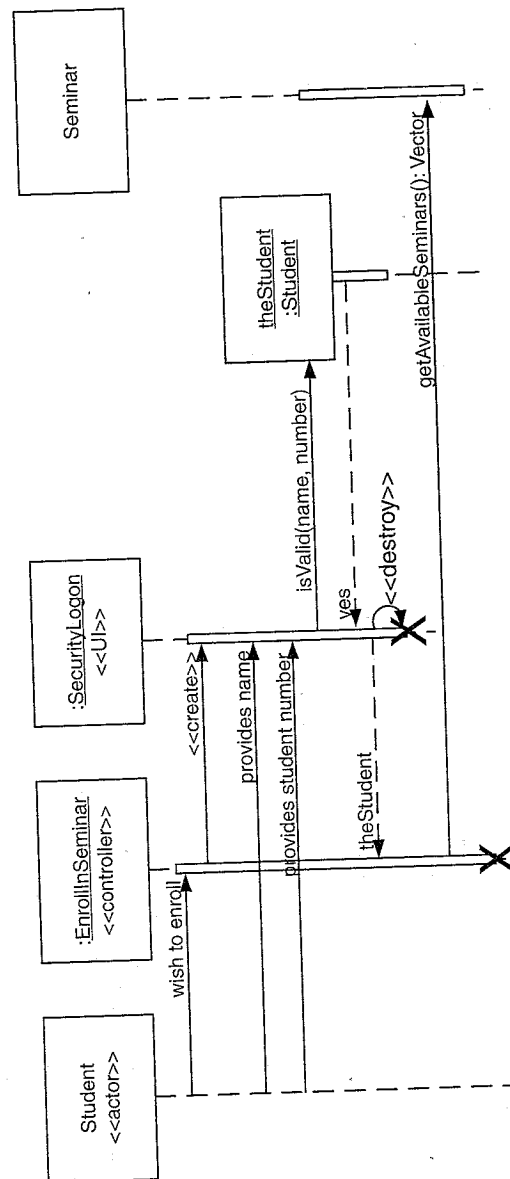 Student
<<actor>>
:EnrollInSeminar
<<controller>>
:SecurityLogon
<<UI>>
theStudent
:Student
Seminar
wish to enroll
<<create>>
provides name
provides student number
isValid(name, number)
yes
<<destroy>>
theStudent
getAvailableSeminars(): Vector